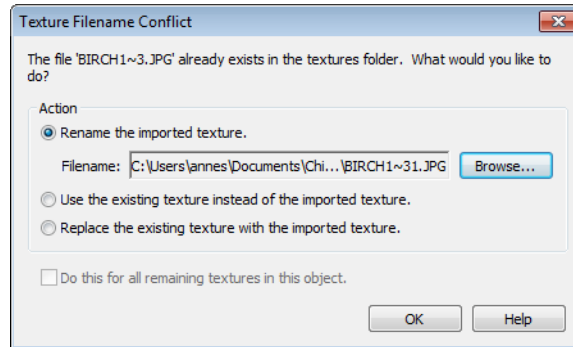 Texture Filename Conflict
The file 'BIRCH1~3.JPG' already exists in the textures folder.  What would you like to
do?
Action
Rename the imported texture.
Filename: C:\Users\annes\Documents\Chi...\BIRCH1~31.JPG Browse...
Use the existing texture instead of the imported texture.
Replace the existing texture with the imported texture.
Do this for all remaining textures in this object.
OK Help